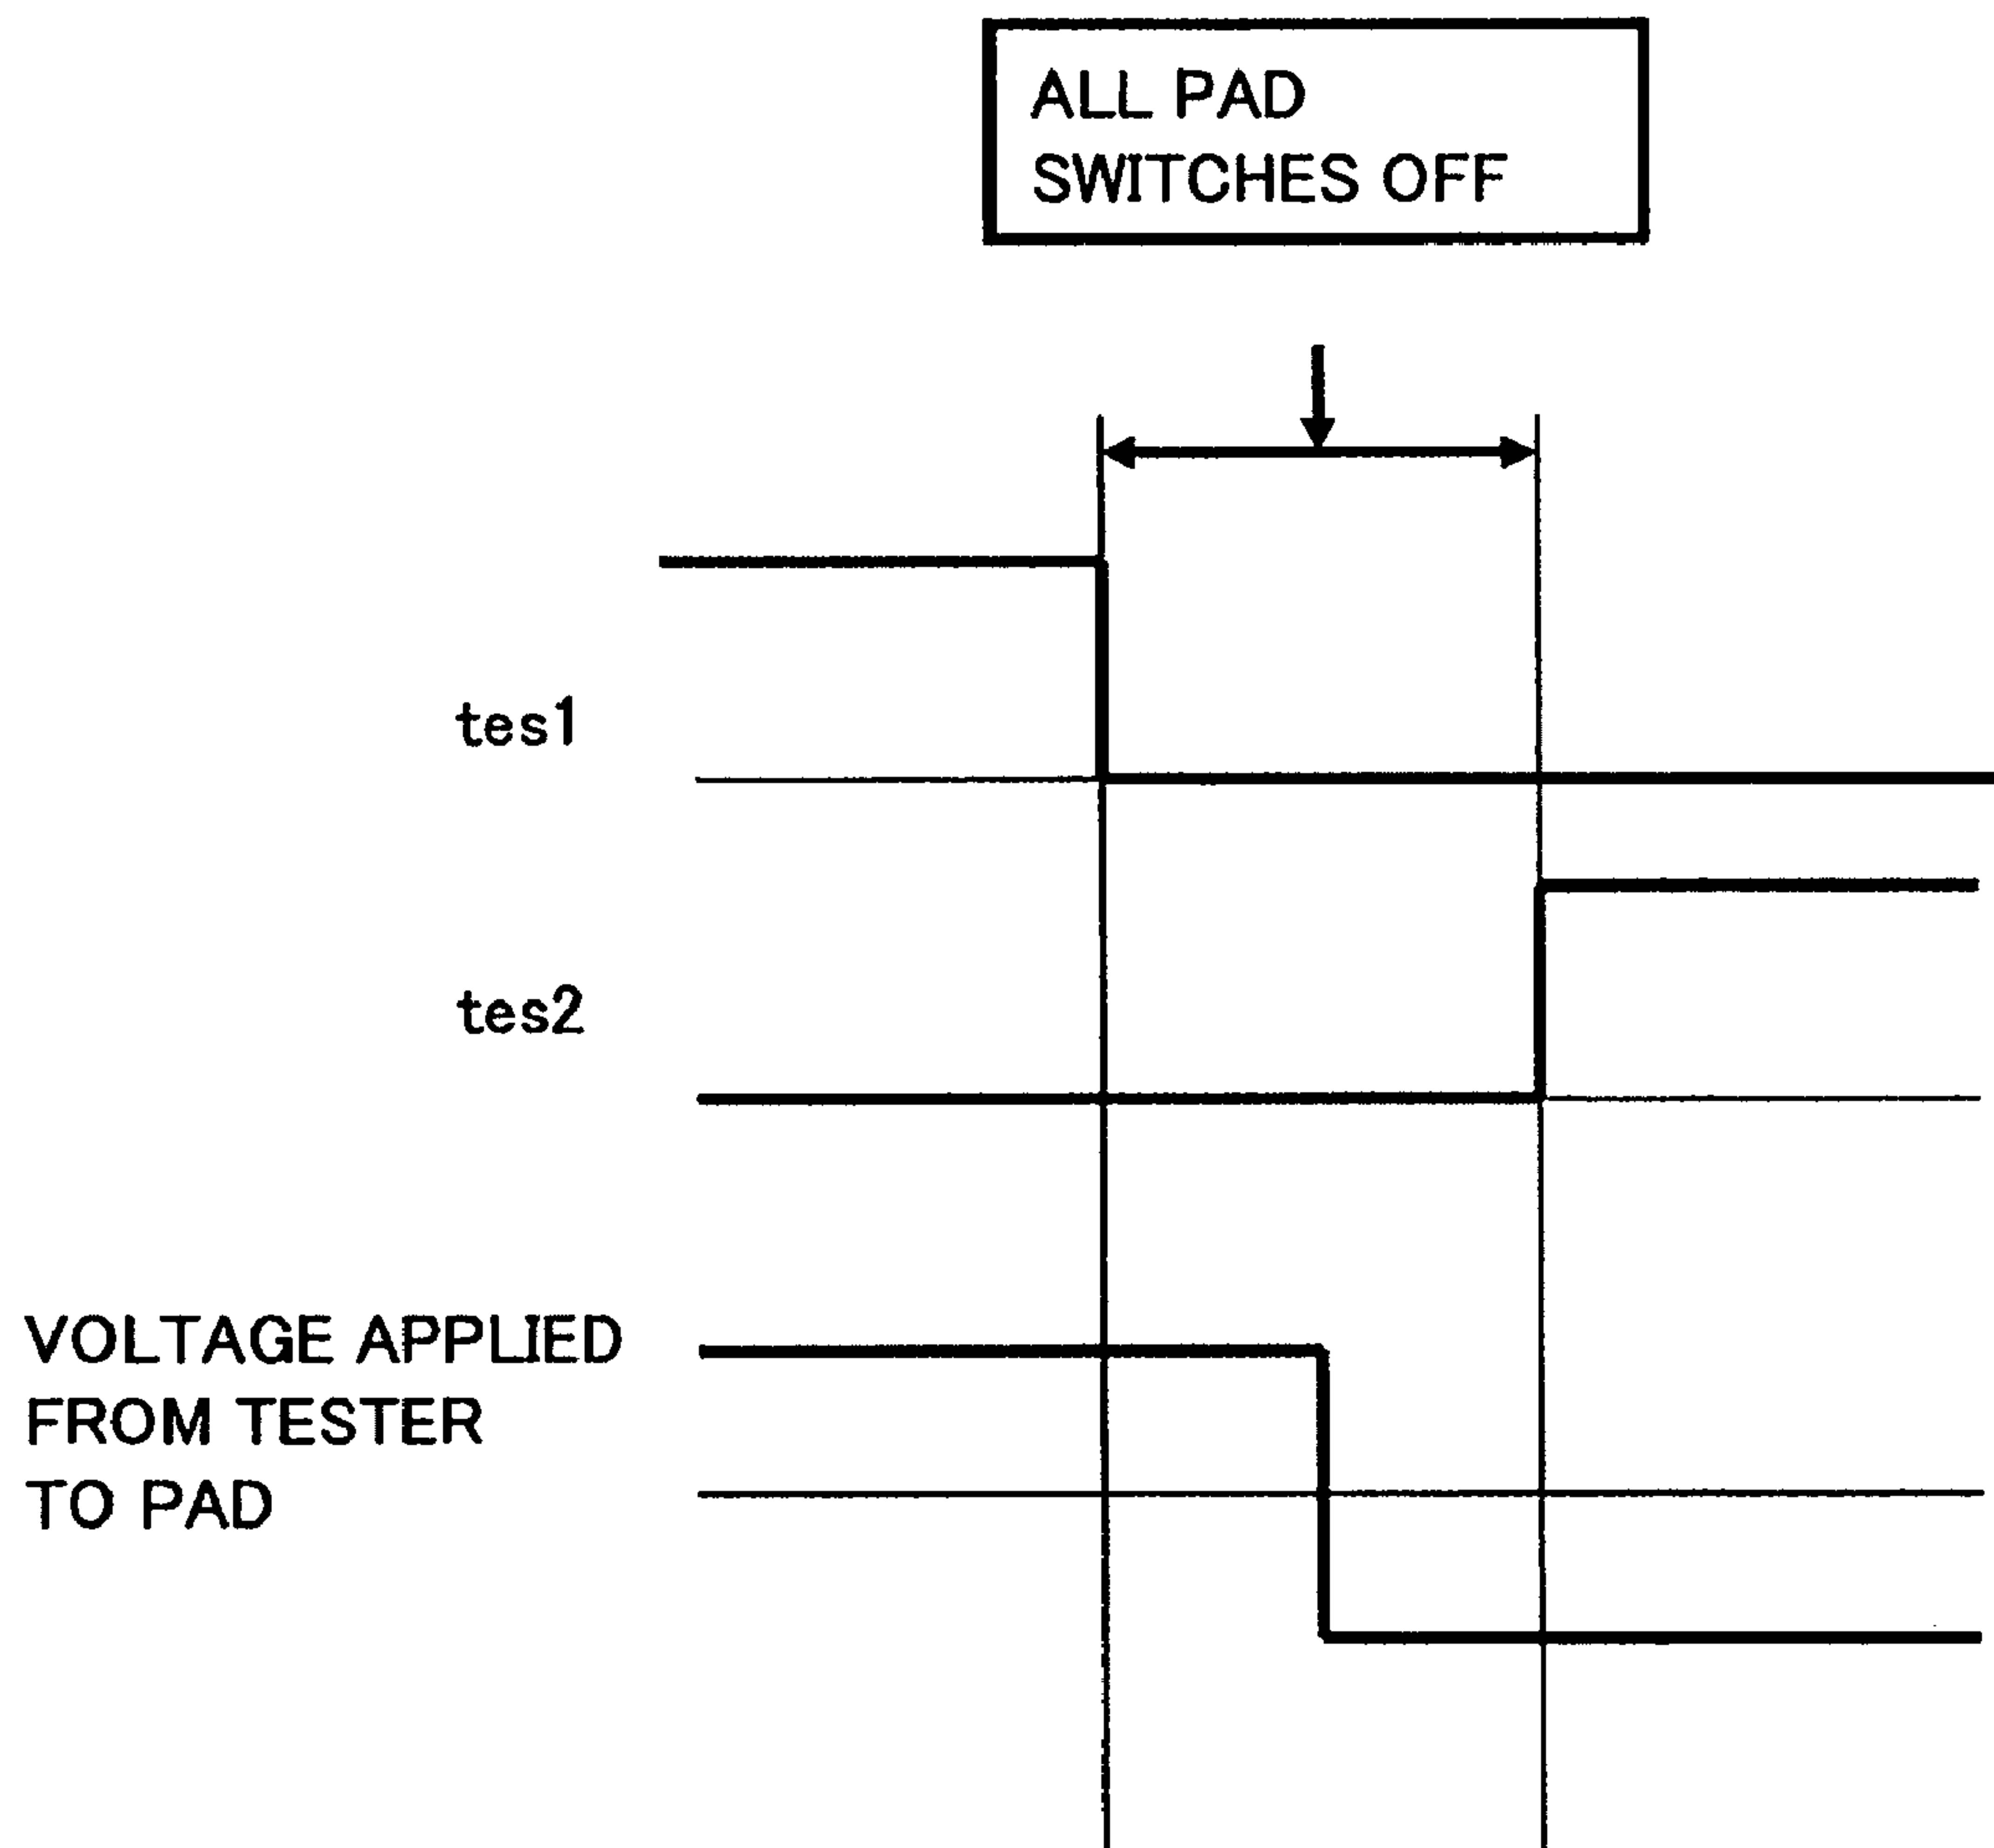 ALL PAD
SWITCHES OFF
tes1
tes2
VOLTAGE APPLIED
FROM TESTER
TO PAD